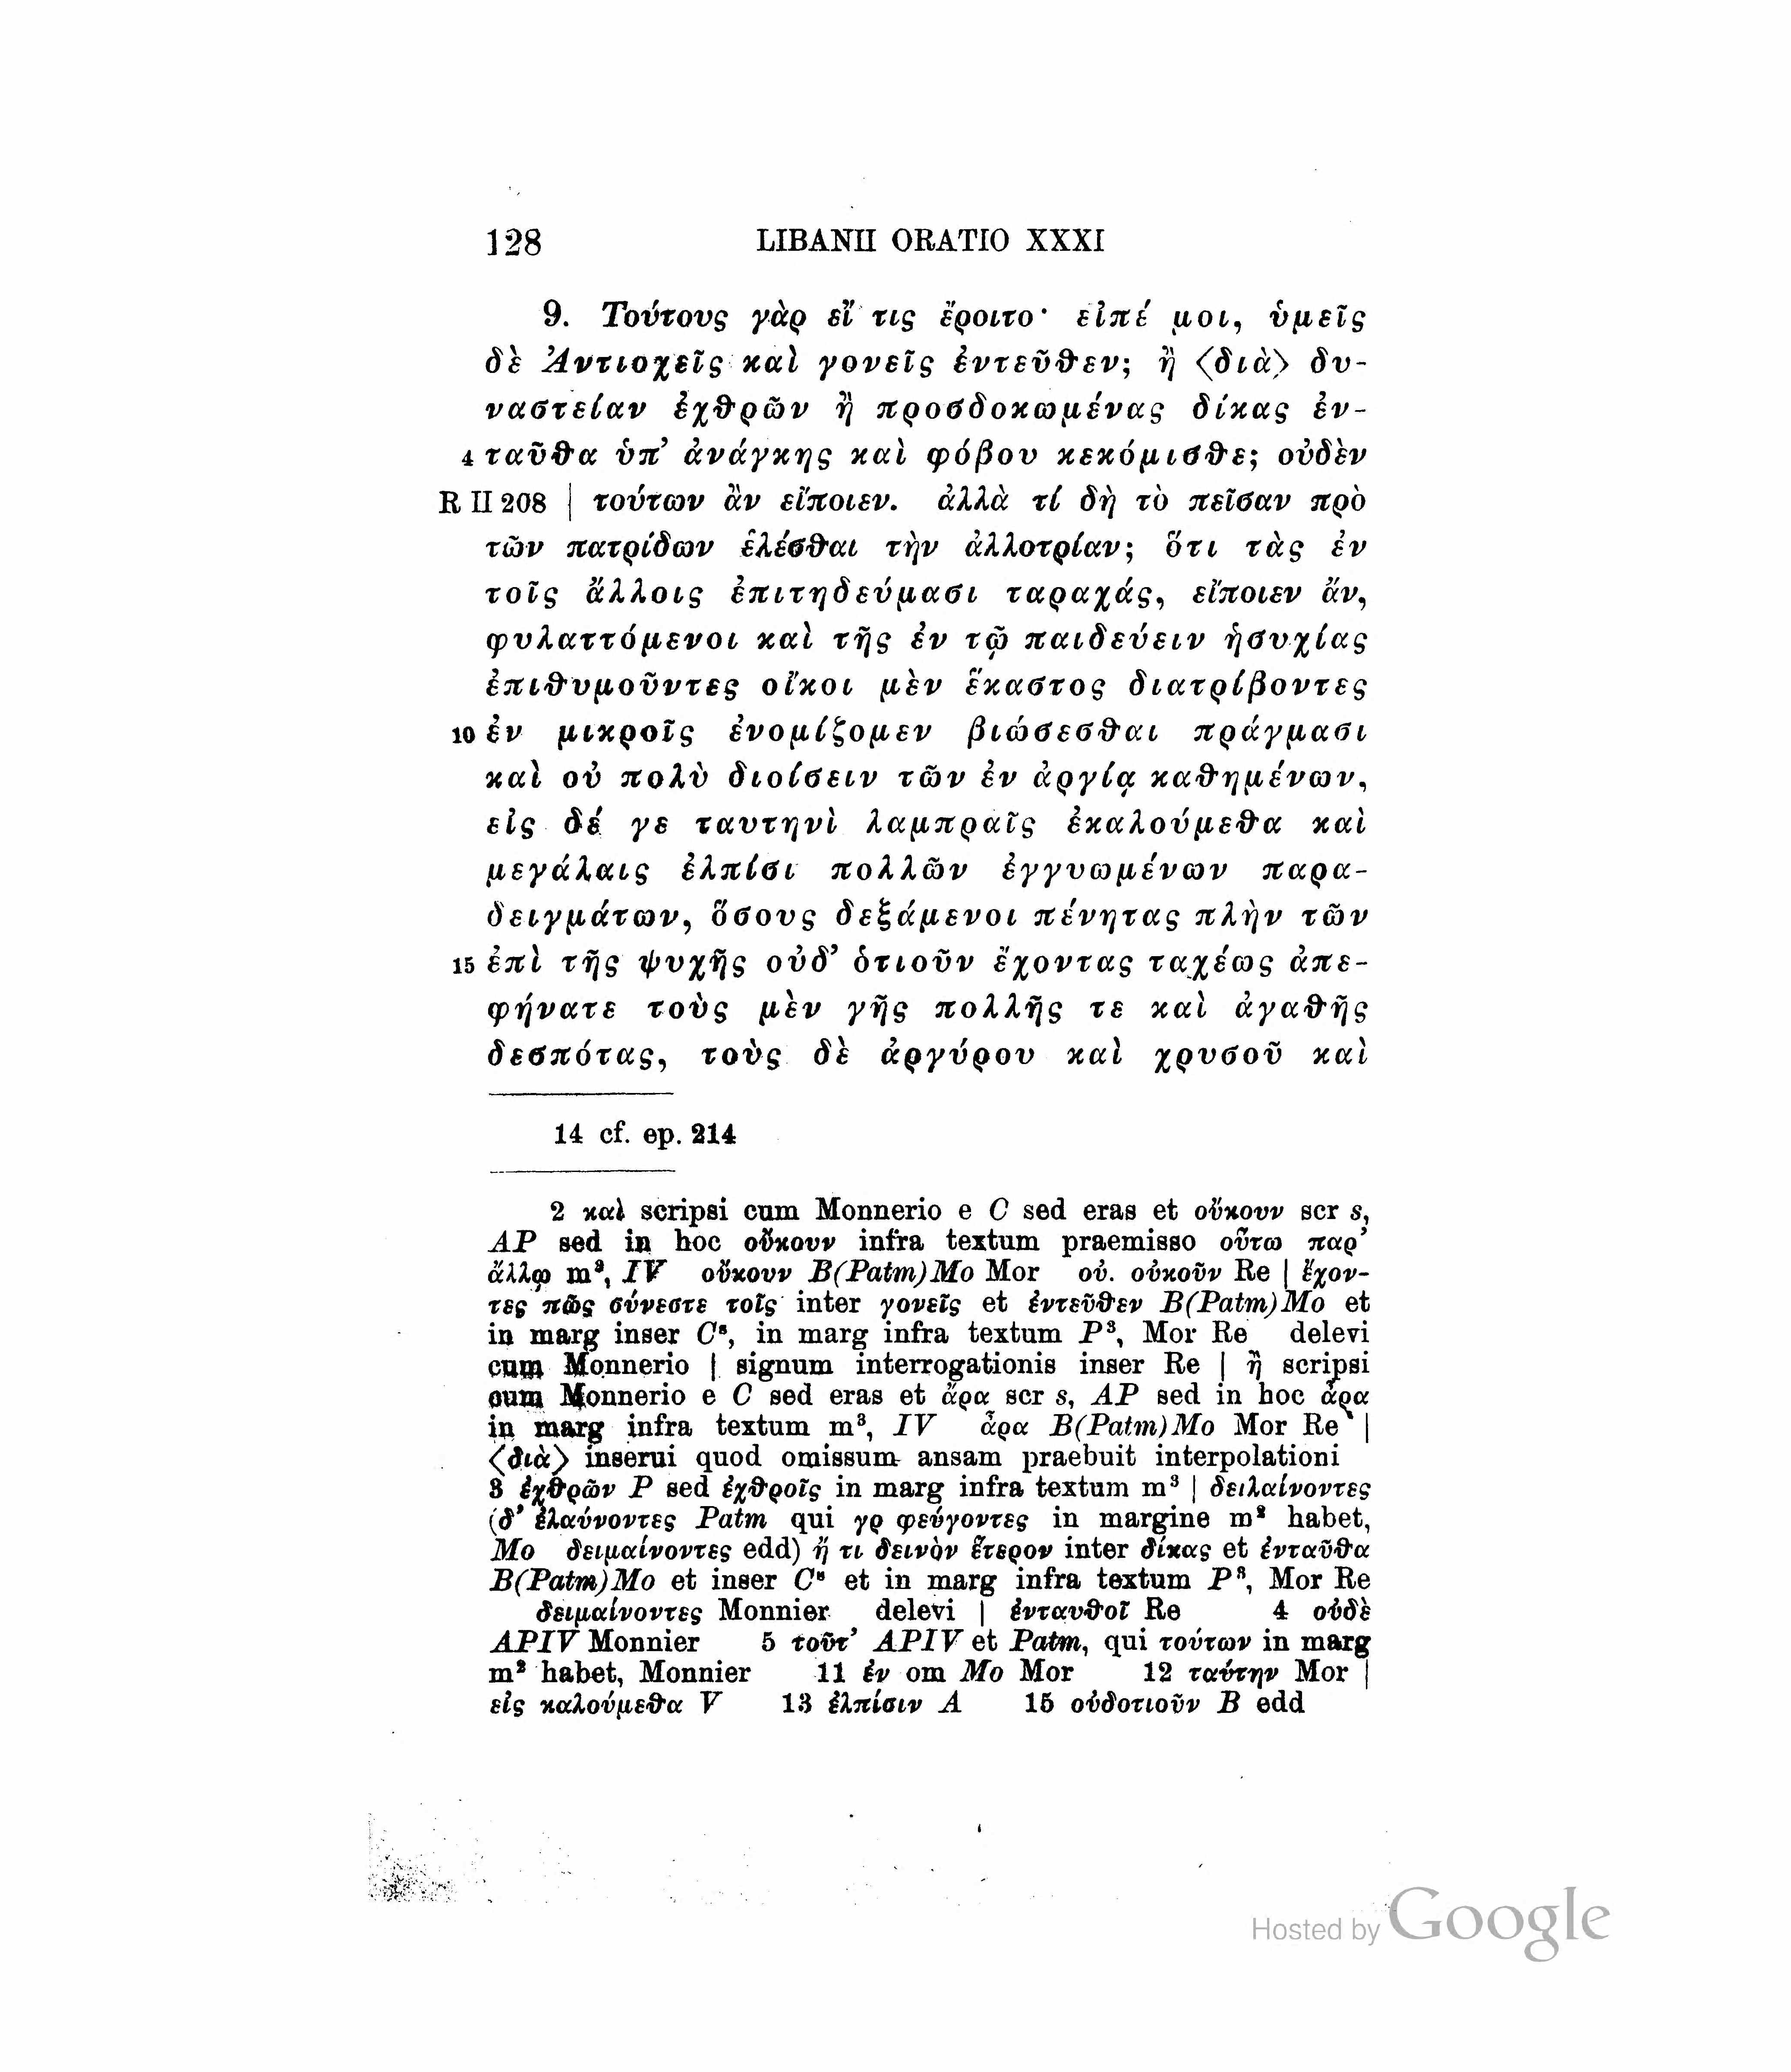 128 LIBANII ORATIO XXXI
9. Τούτους γὰρ εἴ τις ἔροιτο· εἰπέ μοι, ὑμεῖς
δὲ Ἀντιοχεῖς καὶ γονεῖς ἐντεῦθεν; ἢ ⟨διὰ⟩ δυ-
ναστείαν ἐχθρῶν ἢ προσδοκωμένας δίκας ἐν-
4 ταῦθα ὑπ’ ἀνάγκης καὶ φόβου κεκόμισθε; οὐδὲν
R II 208 | τούτων ἂν εἴποιεν. ἀλλὰ τί δὴ τὸ πεῖσαν πρὸ
τῶν πατρίδων ἑλέσθαι τὴν ἀλλοτρίαν; ὅτι τὰς ἐν
τοῖς ἄλλοις ἐπιτηδεύμασι ταραχάς, εἴποιεν ἄν,
φυλαττόμενοι καὶ τῆς ἐν τῷ παιδεύειν ἡσυχίας
ἐπιθυμοῦντες οἴκοι μὲν ἕκαστος διατρίβοντες
10 ἐν μικροῖς ἐνομίζομεν βιώσεσθαι πράγμασι
καὶ οὐ πολὺ διοίσειν τῶν ἐν ἀργίᾳ καθημένων,
εἰς δέ γε ταυτηνὶ λαμπραῖς ἐκαλούμεθα καὶ
μεγάλαις ἐλπίσι πολλῶν ἐγγυωμένων παρα-
δειγμάτων, ὅσους δεξάμενοι πένητας πλὴν τῶν
15 ἐπὶ τῆς ψυχῆς οὐδ’ ὁτιοῦν ἔχοντας ταχέως ἀπε-
φήνατε τοὺς μὲν γῆς πολλῆς τε καὶ ἀγαθῆς
δεσπότας, τοὺς δὲ ἀργύρου καὶ χρυσοῦ καὶ
14 cf. ep. 214
2 καὶ scripsi cum Monnerio e C sed eras et οὔκουν scr s,
AP sed in hoc οὔκουν infra textum praemisso οὕτω παρ’
ἄλλῳ m³, IV οὔκουν B(Patm)Mo Mor οὐ. οὐκοῦν Re | ἔχον-
τες πῶς σύνεστε τοῖς inter γονεῖς et ἐντεῦθεν B(Patm)Mo et
in marg inser Cˢ, in marg infra textum P³, Mor Re delevi
cum Monnerio | signum interrogationis inser Re | ἢ scripsi
cum Monnerio e C sed eras et ἄρα scr s, AP sed in hoc ἆρα
in marg infra textum m³, IV ἆρα B(Patm)Mo Mor Re |
⟨διὰ⟩ inserui quod omissum ansam praebuit interpolationi
3 ἐχθρῶν P sed ἐχθροῖς in marg infra textum m³ | δειλαίνοντες
(δ’ ἐλαύνοντες Patm qui γρ φεύγοντες in margine m² habet,
Mo δειμαίνοντες edd) ἤ τι δεινὸν ἕτερον inter δίκας et ἐνταῦθα
B(Patm)Mo et inser Cˢ et in marg infra textum P³, Mor Re
δειμαίνοντες Monnier delevi | ἐνταυθοῖ Re 4 οὐδὲ
APIV Monnier 5 τοῦτ’ APIV et Patm, qui τούτων in marg
m² habet, Monnier 11 ἐν om Mo Mor 12 ταύτην Mor |
εἰς καλούμεθα V 13 ἐλπίσιν A 15 οὐδοτιοῦν B edd
Hosted by Google